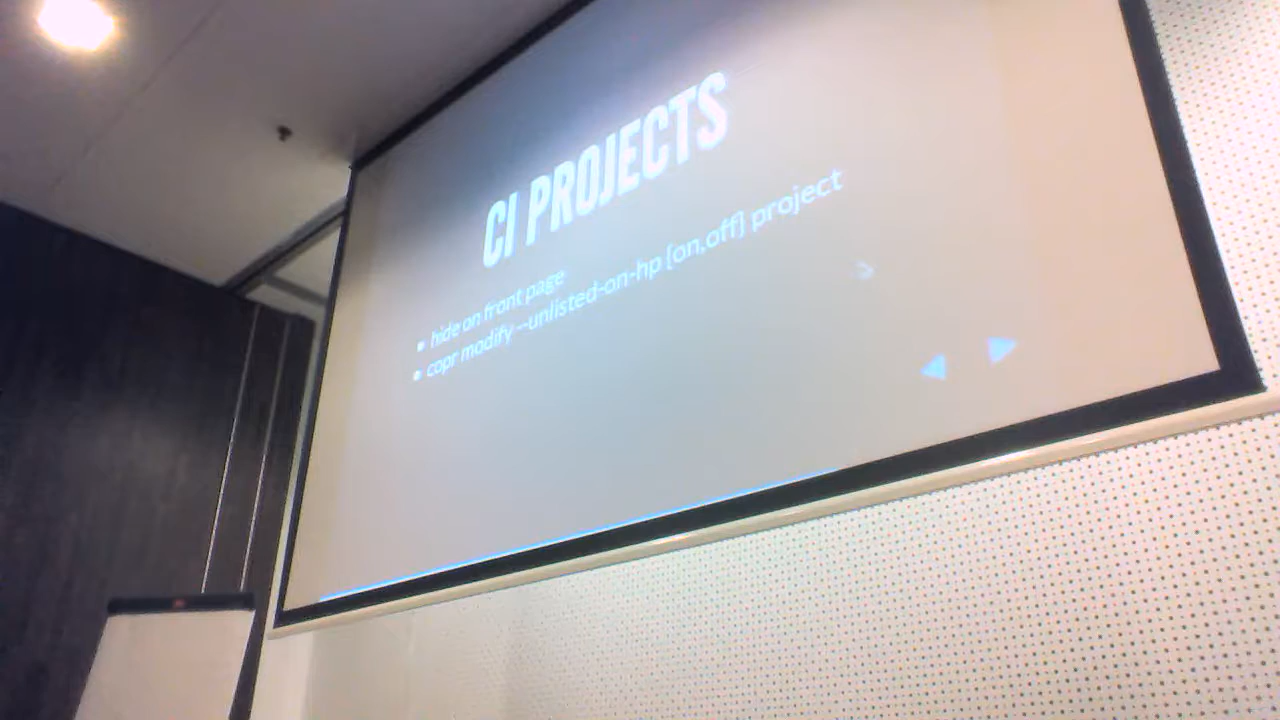 CI PROJECTS
hide on front page
copr modify --unlisted-on-hp [on,off] project